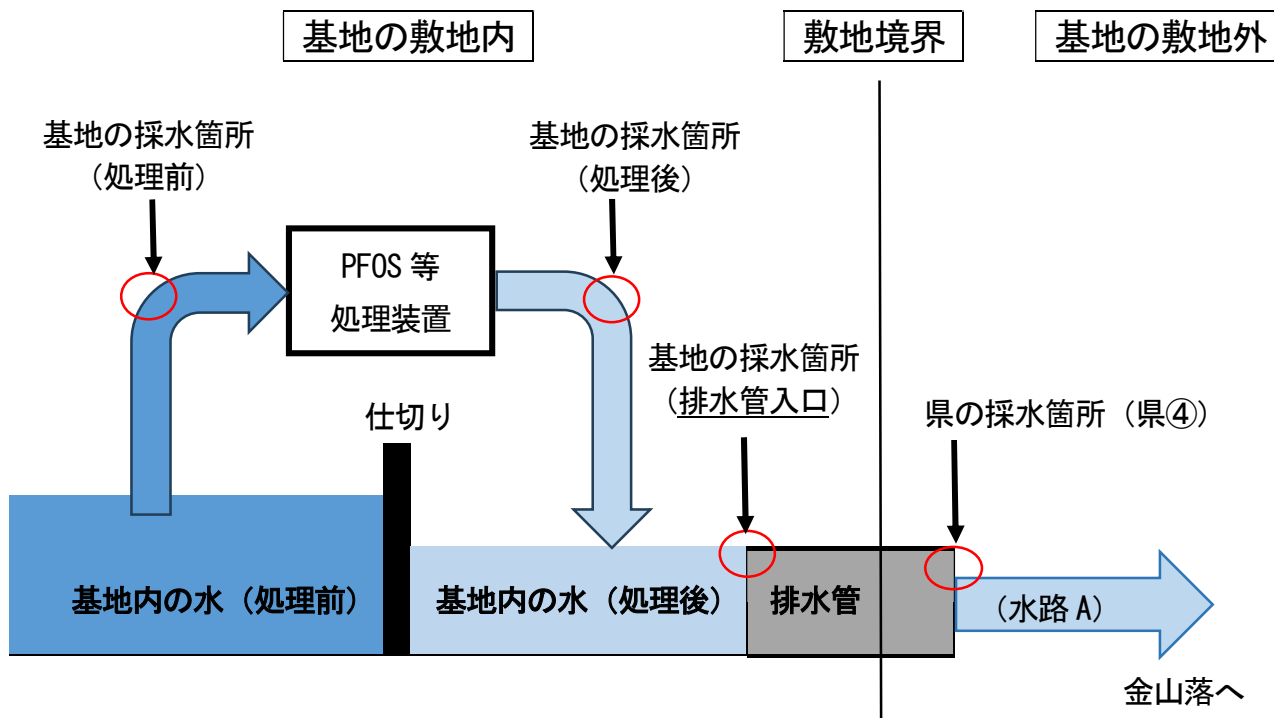 基地の敷地内
敷地境界
基地の敷地外
基地の採水箇所
（処理前）
基地の採水箇所
（処理後）
PFOS 等
処理装置
基地の採水箇所
（排水管入口）
仕切り
県の採水箇所（県④）
基地内の水（処理前）
基地内の水（処理後）
排水管
（水路 A）
金山落へ